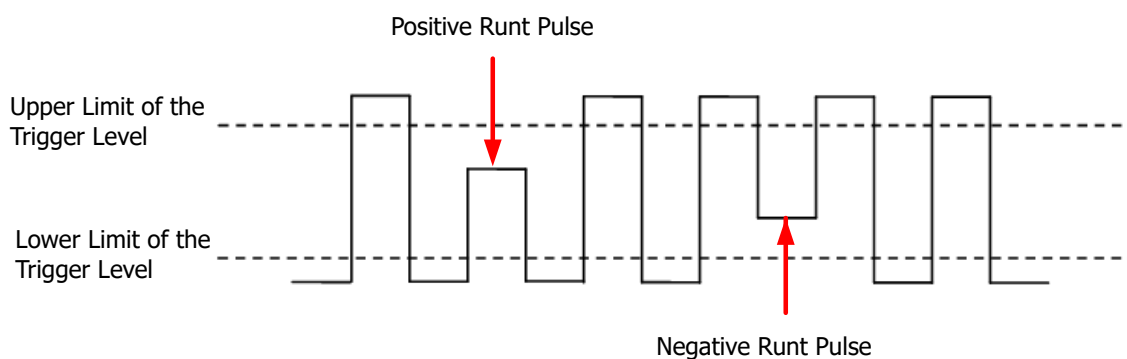 Positive Runt Pulse
Upper Limit of the
Trigger Level
Lower Limit of the
Trigger Level
Negative Runt Pulse